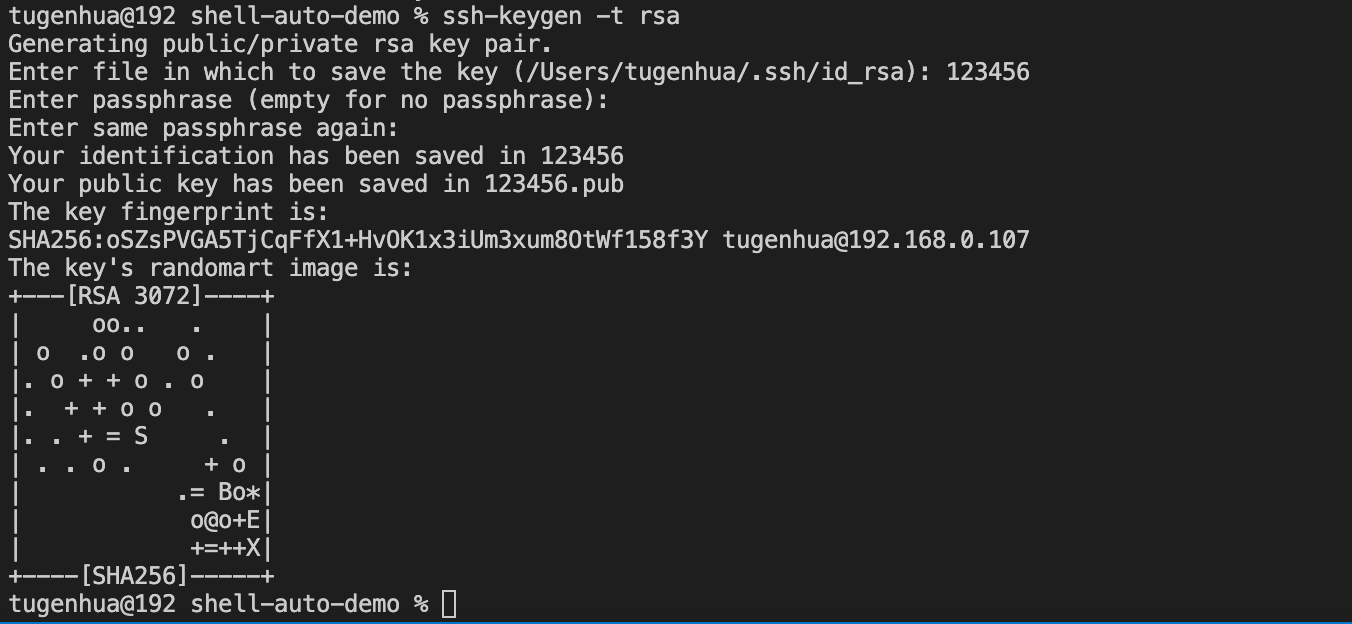 tugenhua@192 shell-auto-demo % ssh-keygen -t rsa
Generating public/private rsa key pair.
Enter file in which to save the key (/Users/tugenhua/.ssh/id_rsa): 123456
Enter passphrase (empty for no passphrase):
Enter same passphrase again:
Your identification has been saved in 123456
Your public key has been saved in 123456.pub
The key fingerprint is:
SHA256:oSZsPVGA5TjCqFfX1+HvOK1x3iUm3xum8OtWf158f3Y tugenhua@192.168.0.107
The key's randomart image is:
+---[RSA 3072]----+
|     oo..   .    |
| o  .o o   o .   |
|. o + + o . o    |
|.  + + o o   .   |
|. . + = S     .  |
| . . o .     + o |
|           .= Bo*|
|            o@o+E|
|            +=++X|
+----[SHA256]-----+
tugenhua@192 shell-auto-demo %